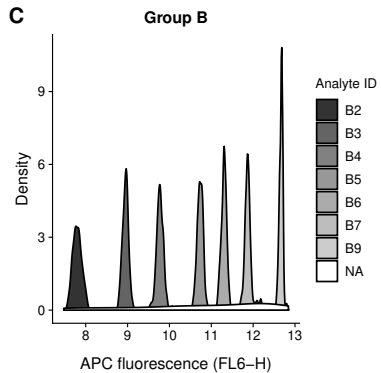 C
Group B
Density
9
6
3
0
8 9 10 11 12 13
APC fluorescence (FL6−H)
Analyte ID
B2
B3
B4
B5
B6
B7
B9
NA